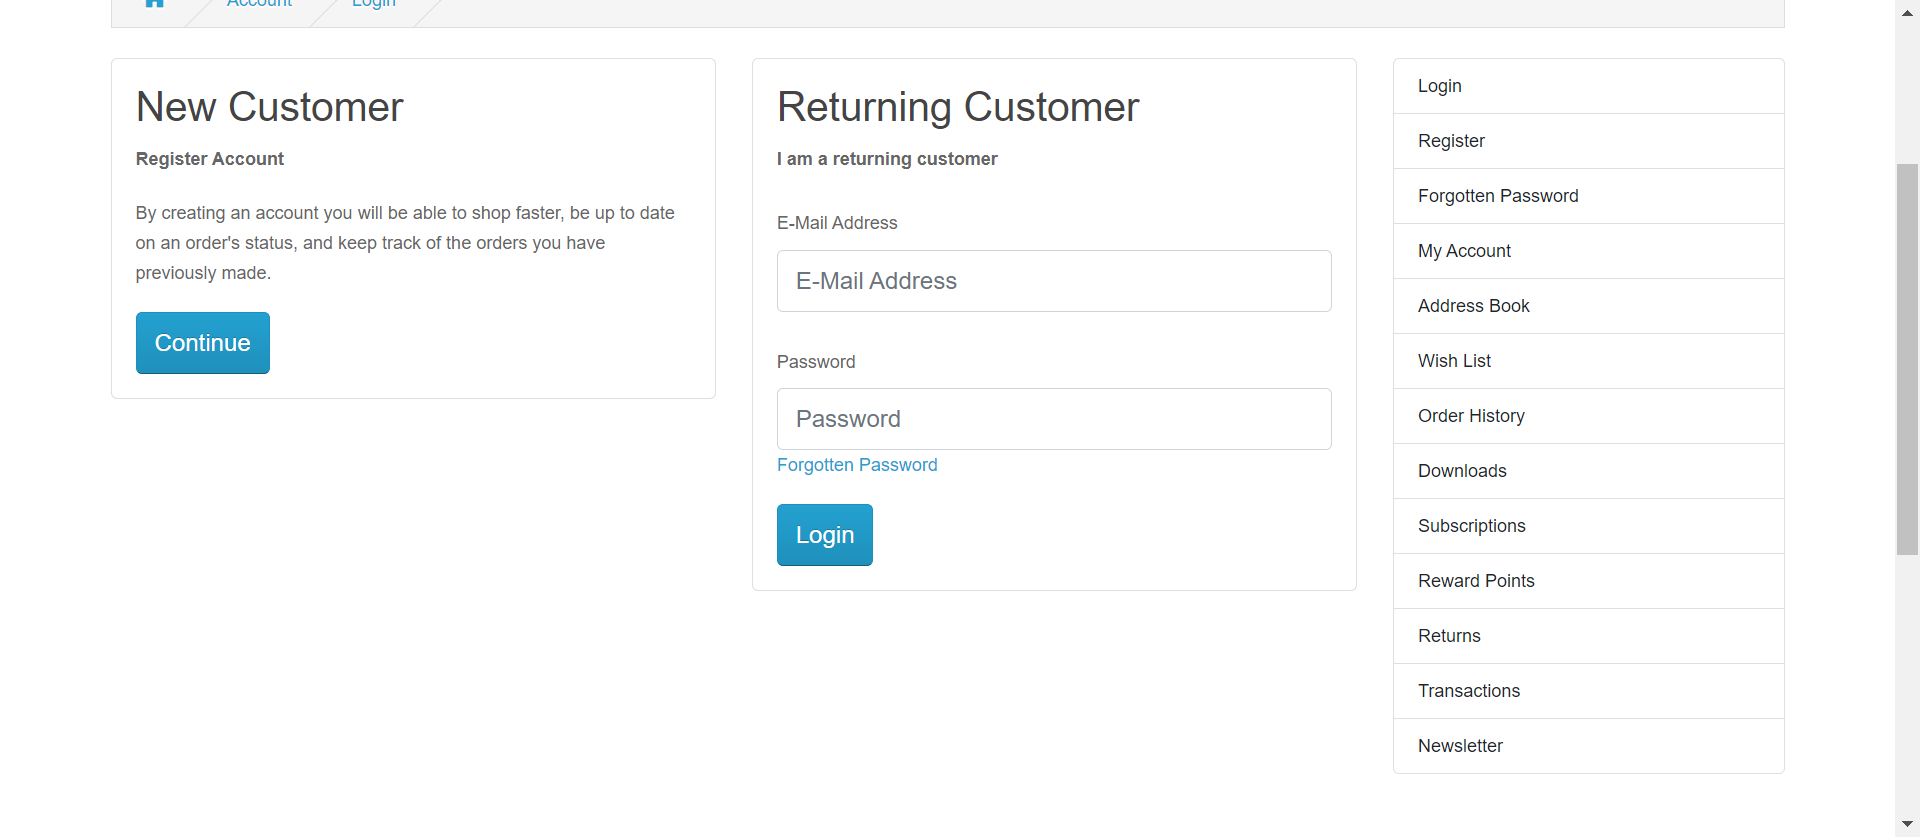 Account
Login
New Customer
Register Account
By creating an account you will be able to shop faster, be up to date
on an order's status, and keep track of the orders you have
previously made.
Continue
Returning Customer
I am a returning customer
E-Mail Address
E-Mail Address
Password
Password
Forgotten Password
Login
Login
Register
Forgotten Password
My Account
Address Book
Wish List
Order History
Downloads
Subscriptions
Reward Points
Returns
Transactions
Newsletter